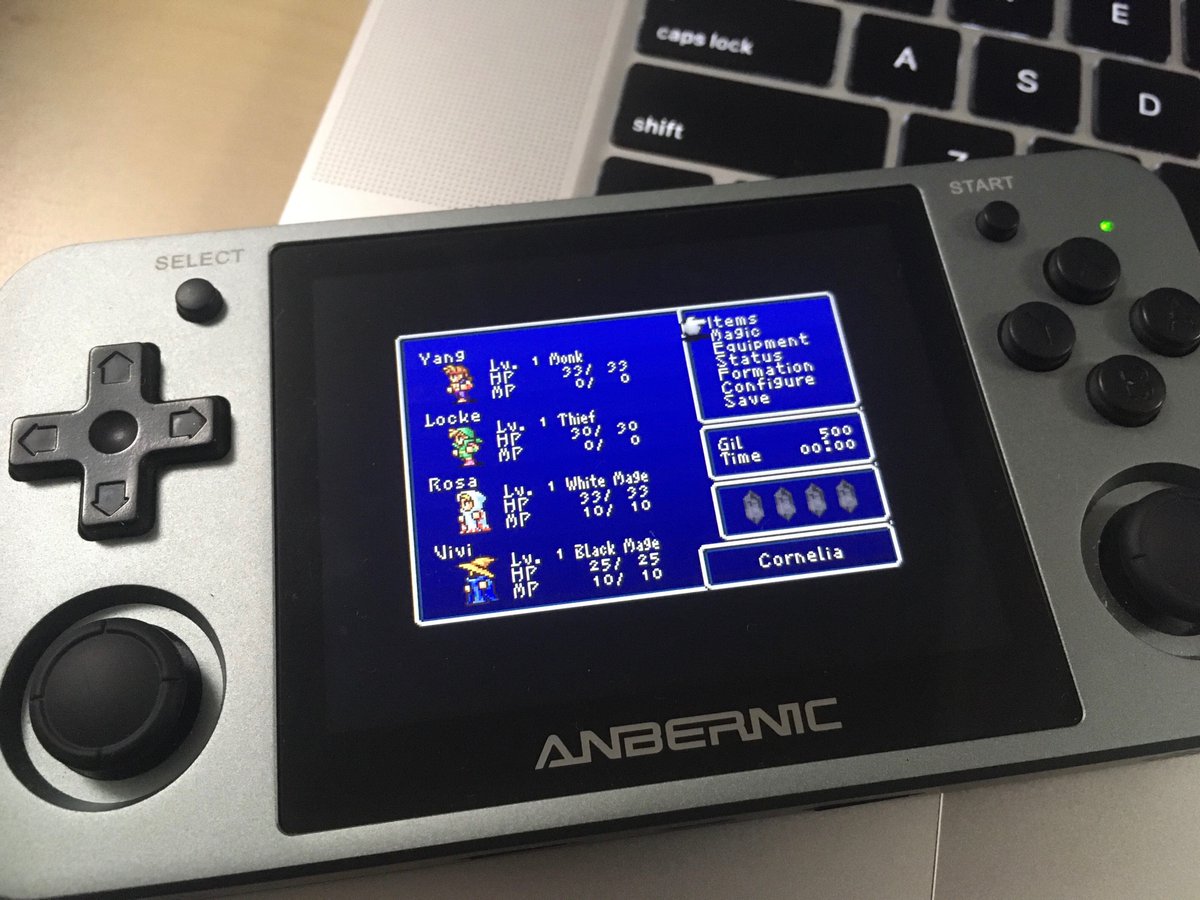 caps lock
A
S
D
E
shift
Z
SELECT
START
Yang
Lv. 1 Monk
HP 33/ 33
MP 0/ 0
Locke
Lv. 1 Thief
HP 30/ 30
MP 0/ 0
Rosa
Lv. 1 White Mage
HP 33/ 33
MP 10/ 10
Vivi
Lv. 1 Black Mage
HP 25/ 25
MP 10/ 10
Items
Magic
Equipment
Status
Formation
Configure
Save
Gil 500
Time 00:00
Cornelia
ANBERNIC